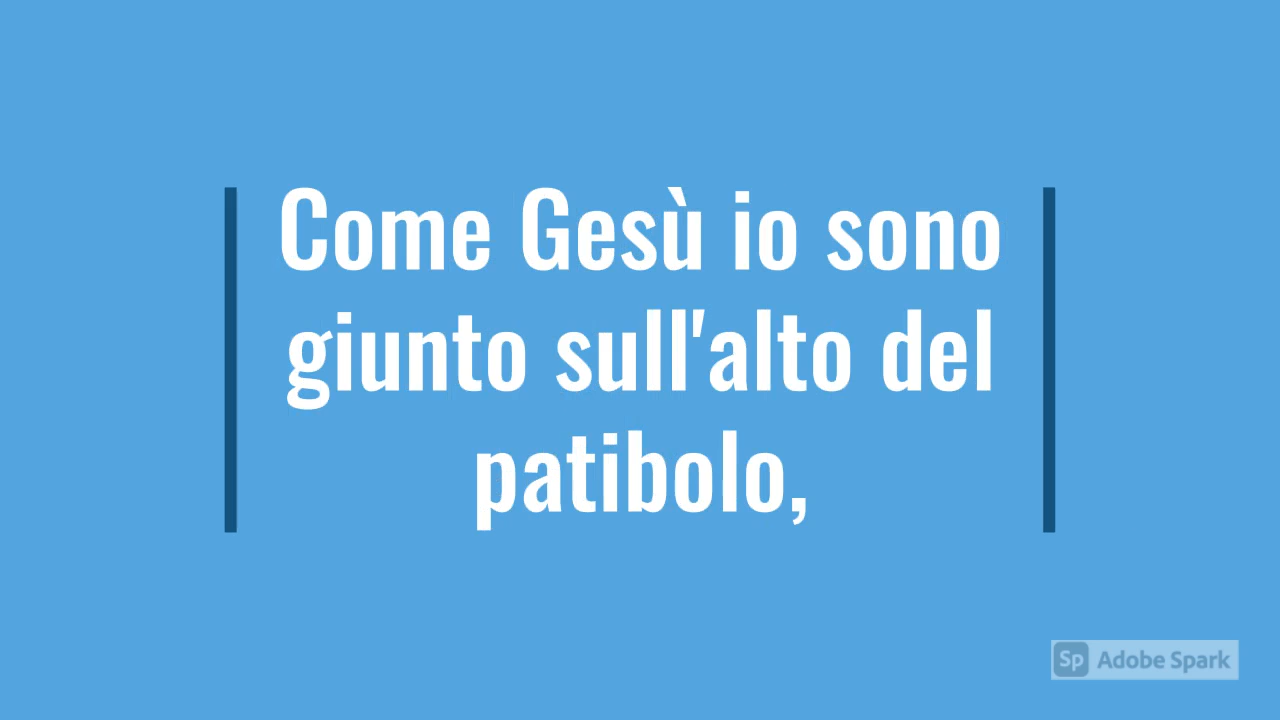 Come Gesù io sono
giunto sull'alto del
patibolo,
Sp Adobe Spark